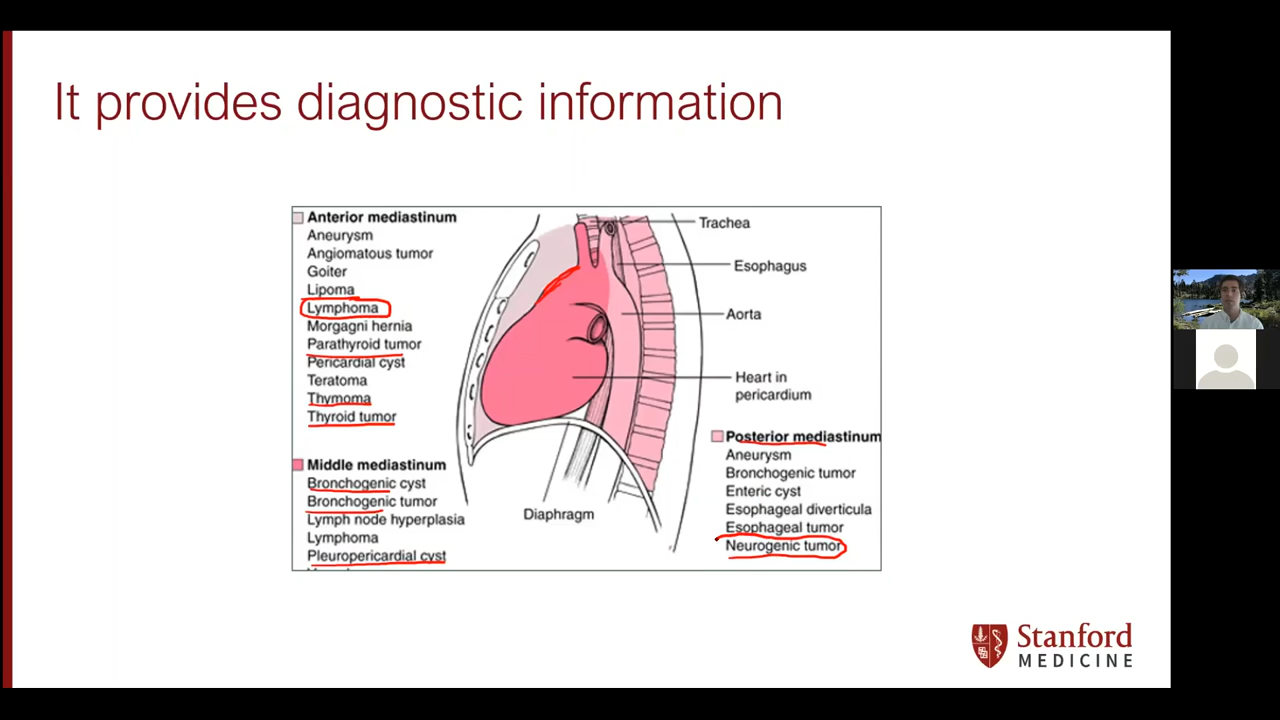 It provides diagnostic information
Anterior mediastinum
Aneurysm
Angiomatous tumor
Goiter
Lipoma
Lymphoma
Morgagni hernia
Parathyroid tumor
Pericardial cyst
Teratoma
Thymoma
Thyroid tumor
Middle mediastinum
Bronchogenic cyst
Bronchogenic tumor
Lymph node hyperplasia
Lymphoma
Pleuropericardial cyst
Trachea
Esophagus
Aorta
Heart in
pericardium
Diaphragm
Posterior mediastinum
Aneurysm
Bronchogenic tumor
Enteric cyst
Esophageal diverticula
Esophageal tumor
Neurogenic tumor
Stanford
MEDICINE